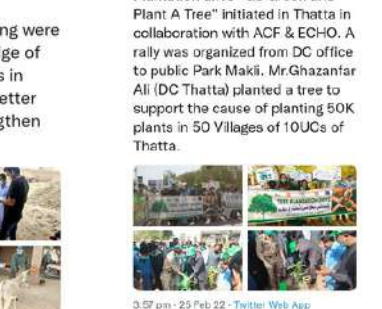 ng were
ge of
s in
etter
gthen
Plant A Tree" initiated in Thatta in
collaboration with ACF & ECHO. A
rally was organized from DC office
to public Park Makli. Mr.Ghazanfar
Ali (DC Thatta) planted a tree to
support the cause of planting 50K
plants in 50 Villages of 10UCs of
Thatta.
TREE PLANTATION DRIVE
3:57 pm · 25 Feb 22 · Twitter Web App